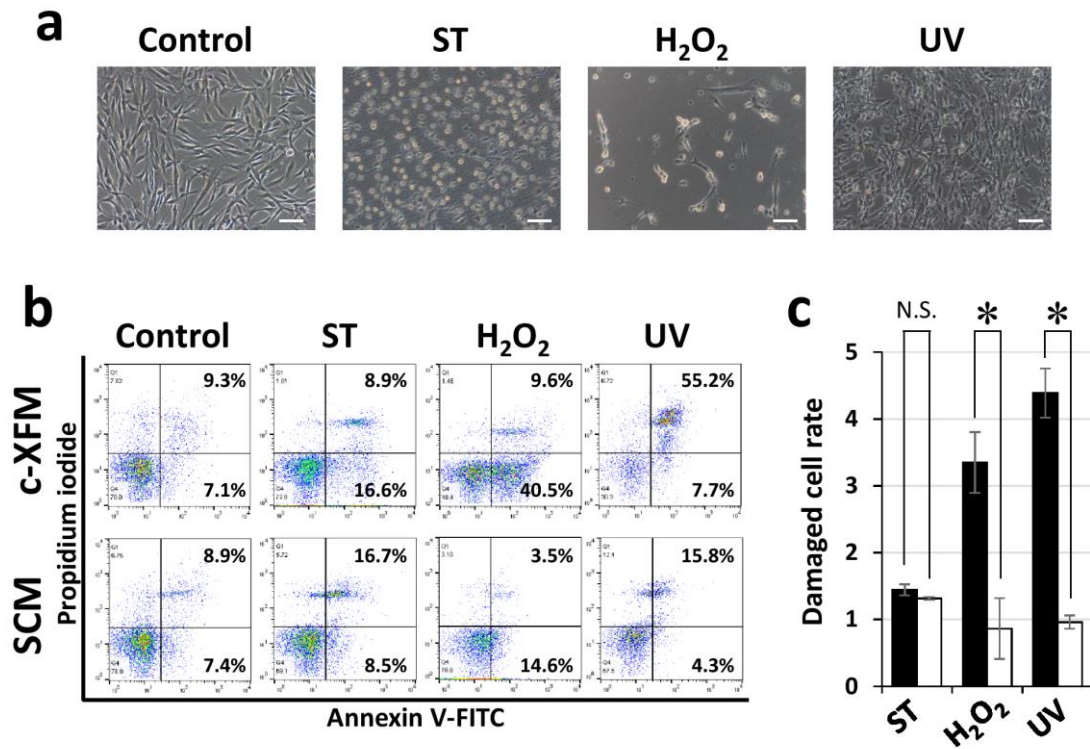 a
Control
ST
H₂O₂
UV
b
Control
ST
H₂O₂
UV
c-XFM
SCM
Propidium iodide
9.3%
7.1%
8.9%
16.6%
9.6%
40.5%
55.2%
7.7%
8.9%
7.4%
16.7%
8.5%
3.5%
14.6%
15.8%
4.3%
Annexin V-FITC
c
N.S.
*
*
Damaged cell rate
5
4
3
2
1
0
ST
H₂O₂
UV